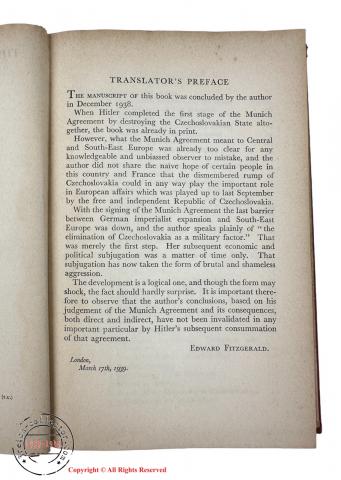 TRANSLATOR'S PREFACE
THE MANUSCRIPT of this book was concluded by the author
in December 1938.
When Hitler completed the first stage of the Munich
Agreement by destroying the Czechoslovakian State alto-
gether, the book was already in print.
However, what the Munich Agreement meant to Central
and South-East Europe was already too clear for any
knowledgeable and unbiassed observer to mistake, and the
author did not share the naïve hope of certain people in
this country and France that the dismembered rump of
Czechoslovakia could in any way play the important role
in European affairs which was played up to last September
by the free and independent Republic of Czechoslovakia.
With the signing of the Munich Agreement the last barrier
between German imperialist expansion and South-East
Europe was down, and the author speaks plainly of "the
elimination of Czechoslovakia as a military factor." That
was merely the first step. Her subsequent economic and
political subjugation was a matter of time only. That
subjugation has now taken the form of brutal and shameless
aggression.
The development is a logical one, and though the form may
shock, the fact should hardly surprise. It is important there-
fore to observe that the author's conclusions, based on his
judgement of the Munich Agreement and its consequences,
both direct and indirect, have not been invalidated in any
important particular by Hitler's subsequent consummation
of that agreement.
EDWARD FITZGERALD.
London,
March 17th, 1939.
Copyright © All Rights Reserved